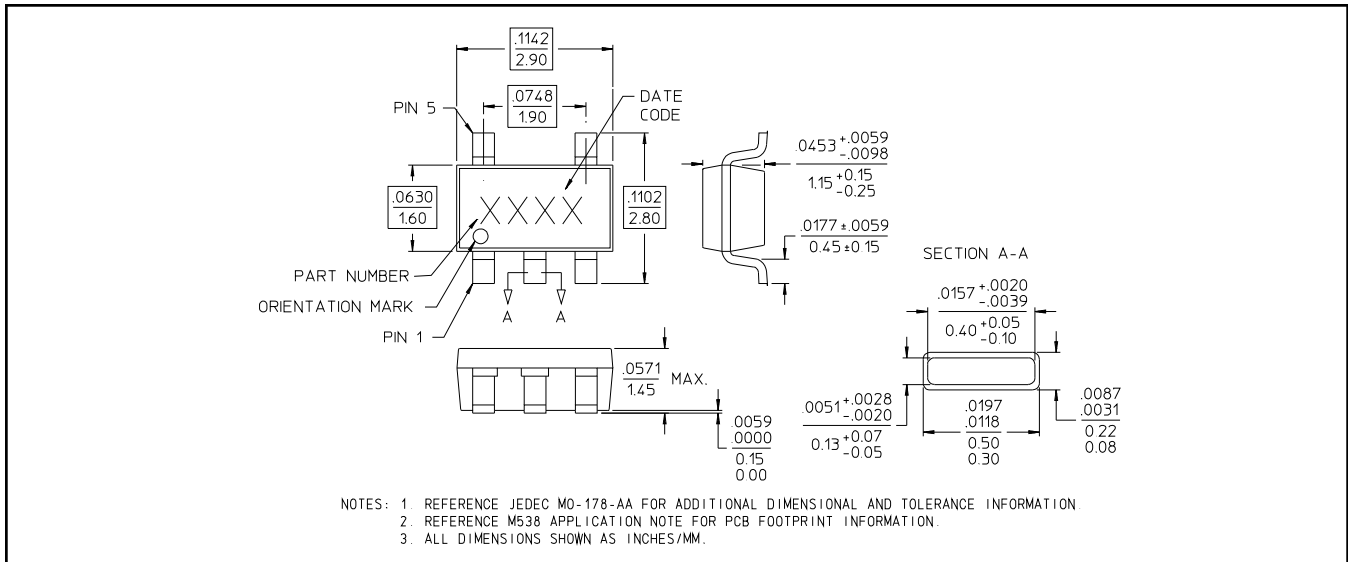 .1142
2.90
.0748
1.90
PIN 5
DATE
CODE
.0630
1.60
XXXX
.1102
2.80
PART NUMBER
ORIENTATION MARK
PIN 1
A A
.0453 +.0059
-.0098
1.15 +0.15
-0.25
.0177 ±.0059
0.45 ±0.15
SECTION A-A
.0157 +.0020
-.0039
0.40 +0.05
-0.10
.0571
1.45 MAX.
.0059
.0000
0.15
0.00
.0051 +.0028
-.0020
0.13 +0.07
-0.05
.0197
.0118
0.50
0.30
.0087
.0031
0.22
0.08
NOTES: 1. REFERENCE JEDEC MO-178-AA FOR ADDITIONAL DIMENSIONAL AND TOLERANCE INFORMATION
2. REFERENCE M538 APPLICATION NOTE FOR PCB FOOTPRINT INFORMATION.
3. ALL DIMENSIONS SHOWN AS INCHES/MM.